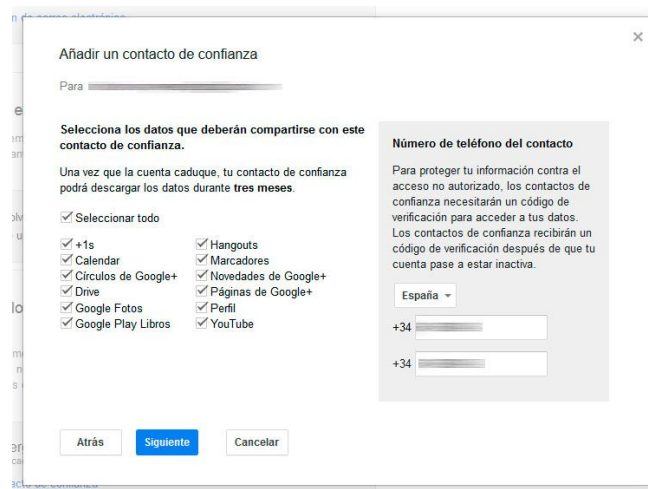 Añadir un contacto de confianza
Para
Selecciona los datos que deberán compartirse con este
contacto de confianza.
Una vez que la cuenta caduque, tu contacto de confianza
podrá descargar los datos durante tres meses.
Seleccionar todo
+1s
Calendar
Círculos de Google+
Drive
Google Fotos
Google Play Libros
Hangouts
Marcadores
Novedades de Google+
Páginas de Google+
Perfil
YouTube
Número de teléfono del contacto
Para proteger tu información contra el
acceso no autorizado, los contactos de
confianza necesitarán un código de
verificación para acceder a tus datos.
Los contactos de confianza recibirán un
código de verificación después de que tu
cuenta pase a estar inactiva.
España
+34
+34
Atrás
Siguiente
Cancelar